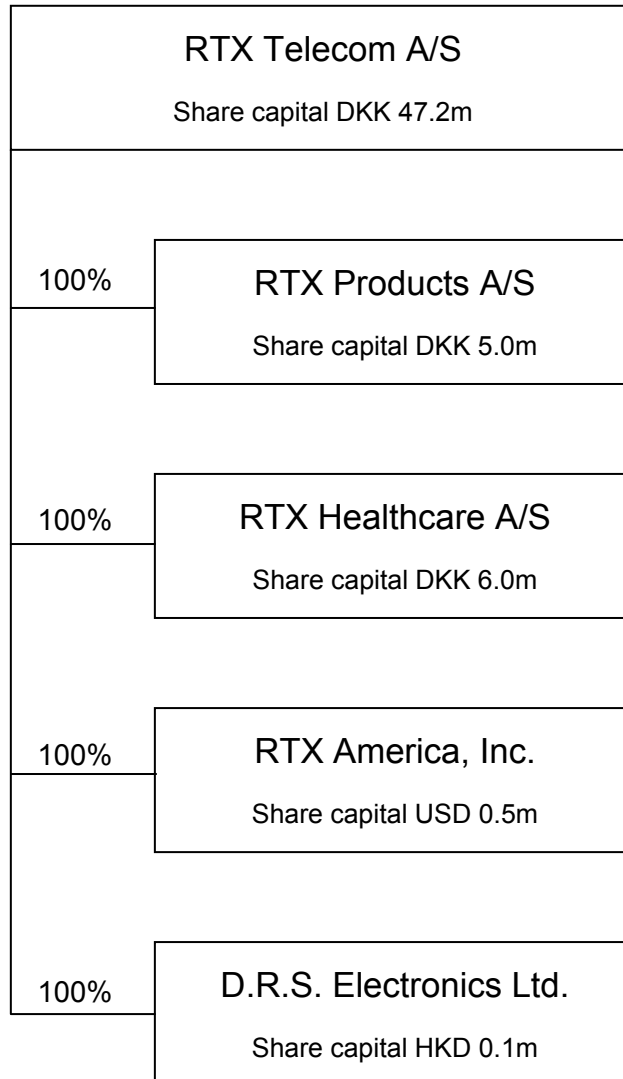 RTX Telecom A/S
Share capital DKK 47.2m
100%
RTX Products A/S
Share capital DKK 5.0m
100%
RTX Healthcare A/S
Share capital DKK 6.0m
100%
RTX America, Inc.
Share capital USD 0.5m
100%
D.R.S. Electronics Ltd.
Share capital HKD 0.1m